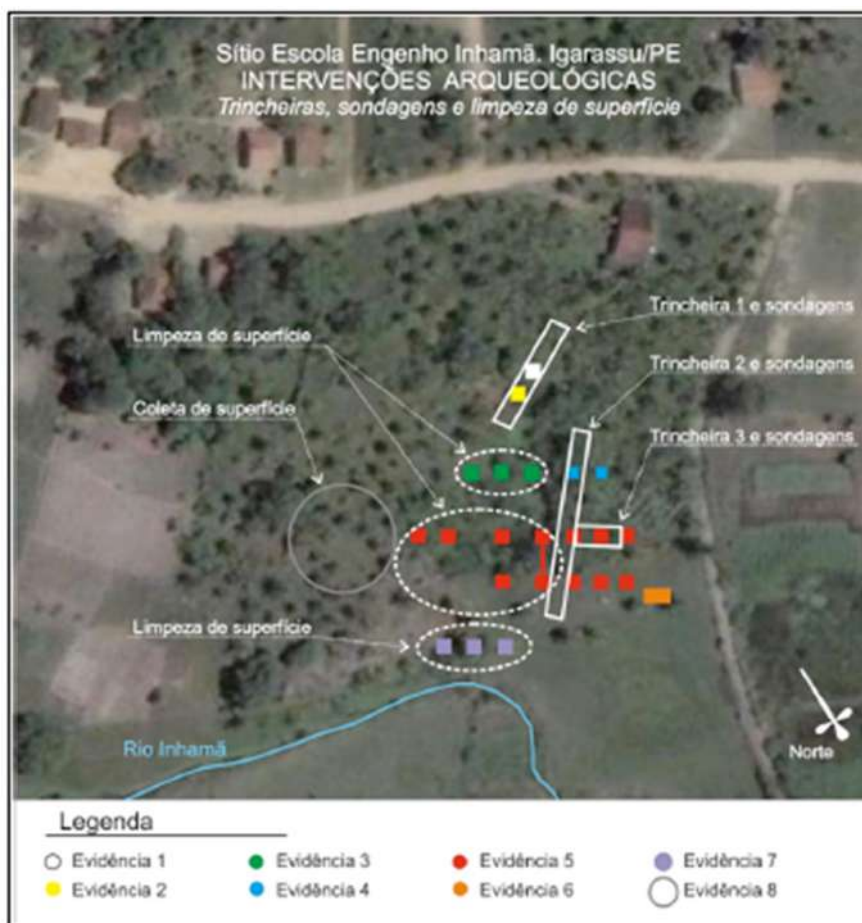 Sítio Escola Engenho Inhamã. Igarassu/PE
INTERVENÇÕES ARQUEOLÓGICAS
Trincheiras, sondagens e limpeza de superfície
Trincheira 1 e sondagens
Limpeza de superfície
Trincheira 2 e sondagens
Coleta de superfície
Trincheira 3 e sondagens
Limpeza de superfície
Rio Inhamã
Norte
Legenda
Evidência 1
Evidência 3
Evidência 5
Evidência 7
Evidência 2
Evidência 4
Evidência 6
Evidência 8